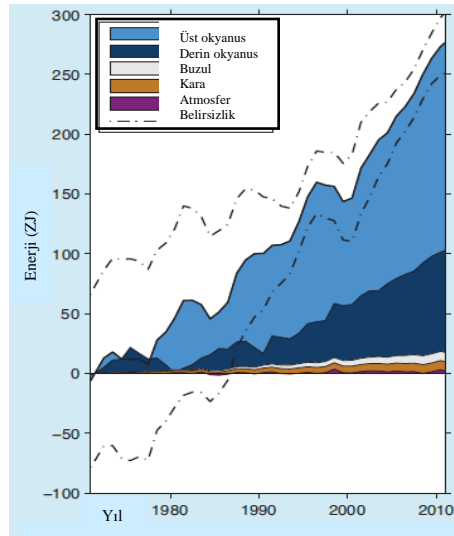 300
250
200
150
100
50
0
−50
−100
Enerji (ZJ)
Üst okyanus
Derin okyanus
Buzul
Kara
Atmosfer
Belirsizlik
Yıl
1980
1990
2000
2010